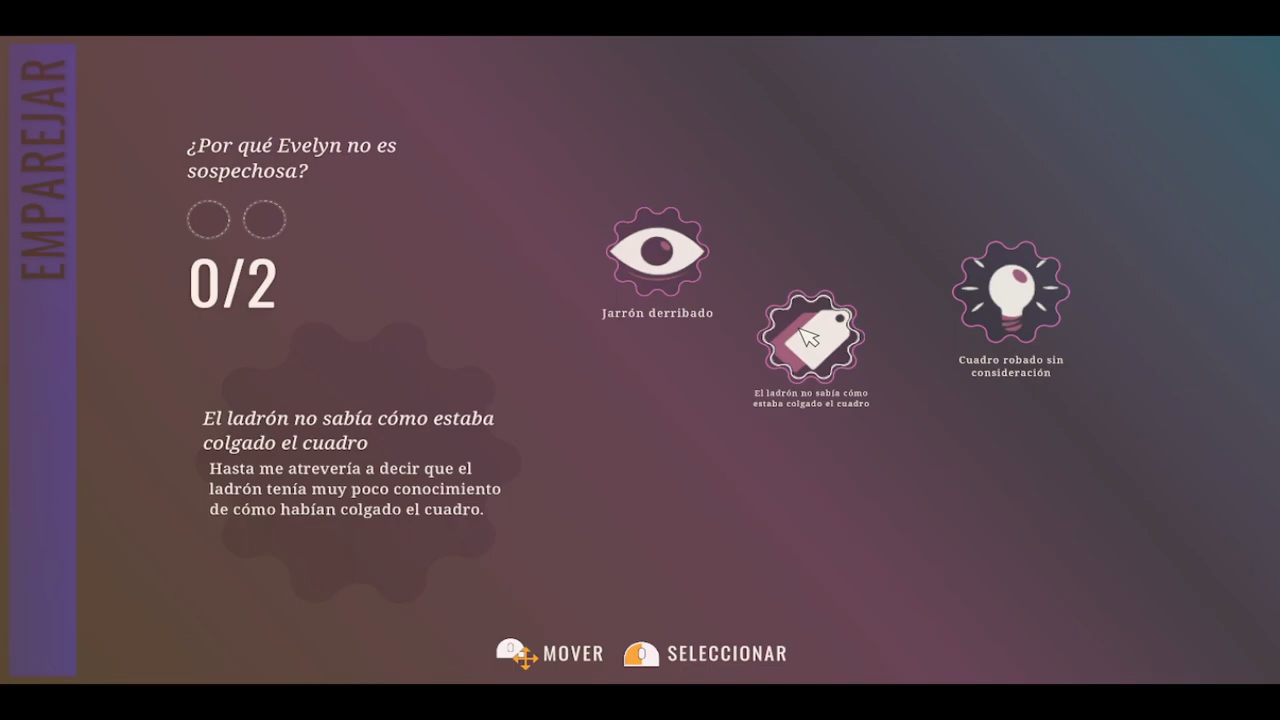 EMPAREJAR
¿Por qué Evelyn no es
sospechosa?
0/2
Jarrón derribado
El ladrón no sabía cómo
estaba colgado el cuadro
Cuadro robado sin
consideración
El ladrón no sabía cómo estaba
colgado el cuadro
Hasta me atrevería a decir que el
ladrón tenía muy poco conocimiento
de cómo habían colgado el cuadro.
MOVER
SELECCIONAR